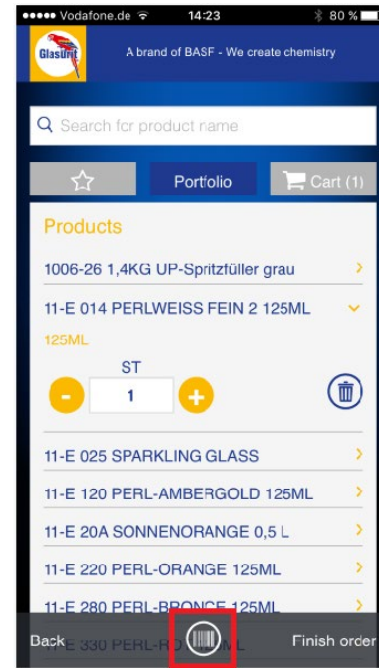 Vodafone.de 14:23 80 %
Glasurit
A brand of BASF - We create chemistry
Search for product name
Portfolio
Cart (1)
Products
1006-26 1,4KG UP-Spritzfüller grau
11-E 014 PERLWEISS FEIN 2 125ML
125ML
ST
- 1 +
11-E 025 SPARKLING GLASS
11-E 120 PERL-AMBERGOLD 125ML
11-E 20A SONNENORANGE 0,5 L
11-E 220 PERL-ORANGE 125ML
11-E 280 PERL-BRONCE 125ML
11-E 330 PERL-
Back
Finish order